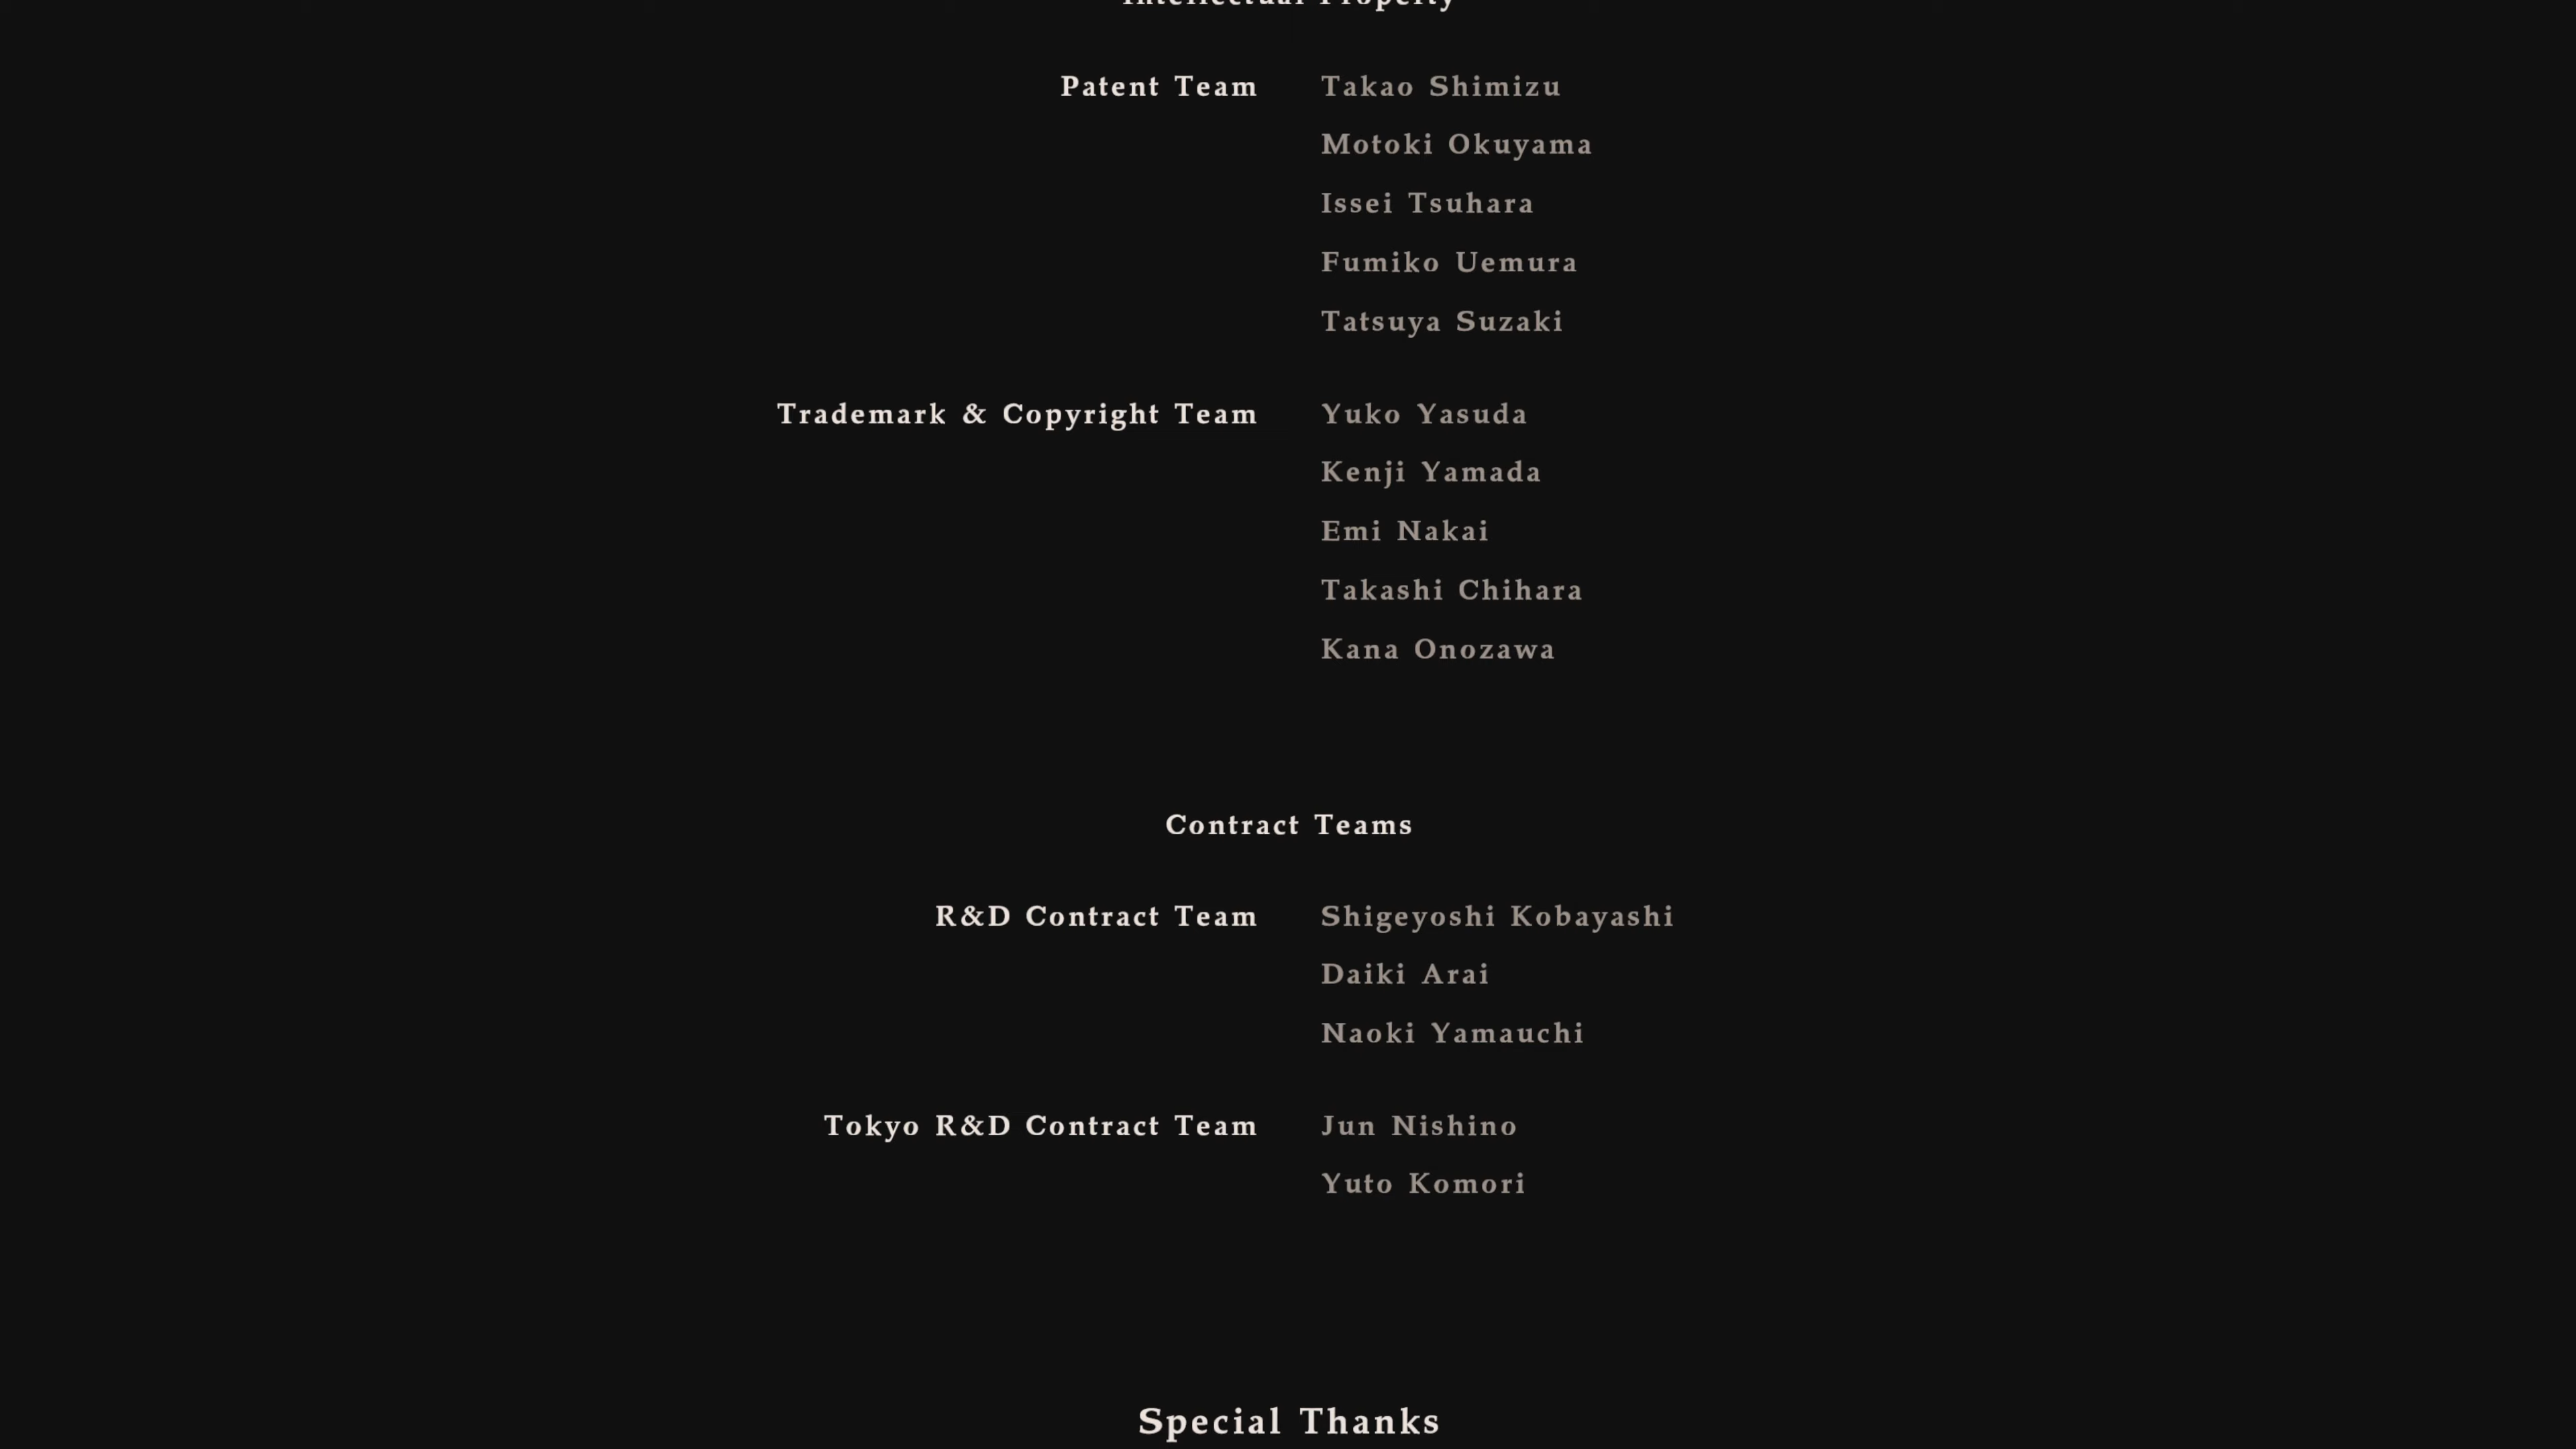 Intellectual Property
Patent Team Takao Shimizu
Motoki Okuyama
Issei Tsuhara
Fumiko Uemura
Tatsuya Suzaki
Trademark & Copyright Team Yuko Yasuda
Kenji Yamada
Emi Nakai
Takashi Chihara
Kana Onozawa
Contract Teams
R&D Contract Team Shigeyoshi Kobayashi
Daiki Arai
Naoki Yamauchi
Tokyo R&D Contract Team Jun Nishino
Yuto Komori
Special Thanks